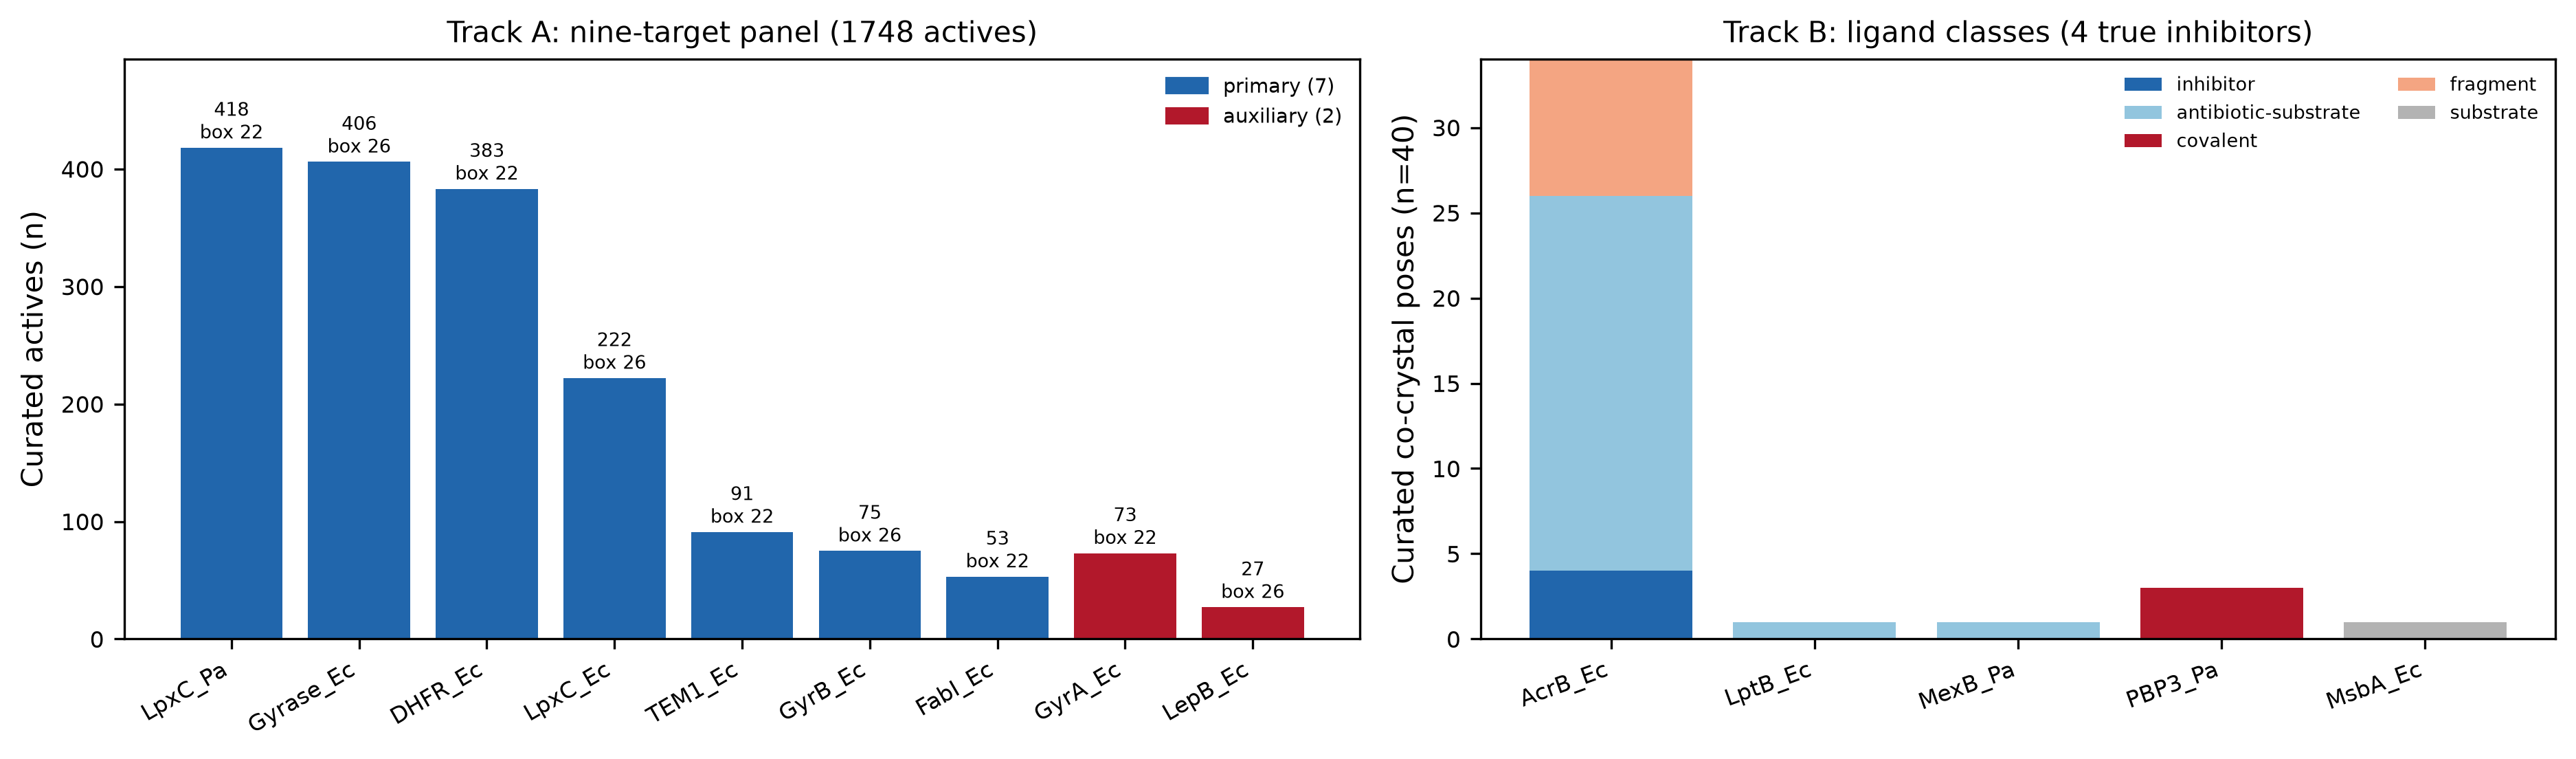 Track A: nine-target panel (1748 actives)
Curated actives (n)
400
300
200
100
0
primary (7)
auxiliary (2)
418
box 22
406
box 26
383
box 22
222
box 26
91
box 22
75
box 26
53
box 22
73
box 22
27
box 26
LpxC_Pa
Gyrase_Ec
DHFR_Ec
LpxC_Ec
TEM1_Ec
GyrB_Ec
FabI_Ec
GyrA_Ec
LepB_Ec
Track B: ligand classes (4 true inhibitors)
Curated co-crystal poses (n=40)
30
25
20
15
10
5
0
inhibitor
antibiotic-substrate
covalent
fragment
substrate
AcrB_Ec
LptB_Ec
MexB_Pa
PBP3_Pa
MsbA_Ec